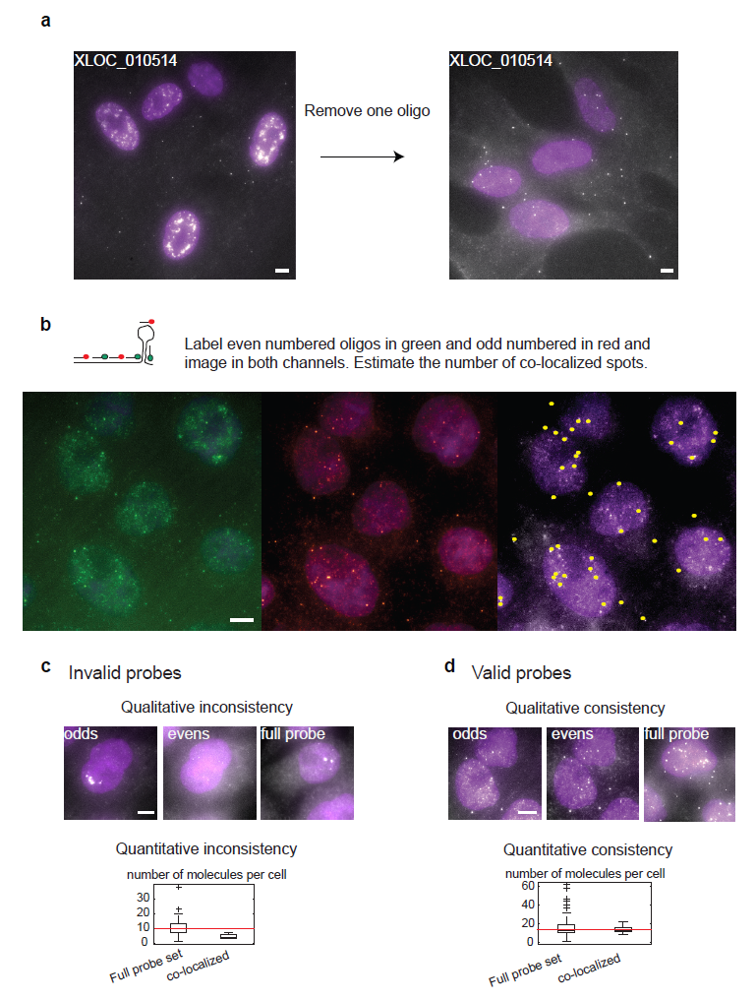 a
XLOC_010514
Remove one oligo
XLOC_010514
b
Label even numbered oligos in green and odd numbered in red and
image in both channels. Estimate the number of co-localized spots.
c Invalid probes
Qualitative inconsistency
odds evens full probe
Quantitative inconsistency
number of molecules per cell
30
20
10
0
Full probe set co-localized
d Valid probes
Qualitative consistency
odds evens full probe
Quantitative consistency
number of molecules per cell
60
40
20
0
Full probe set co-localized